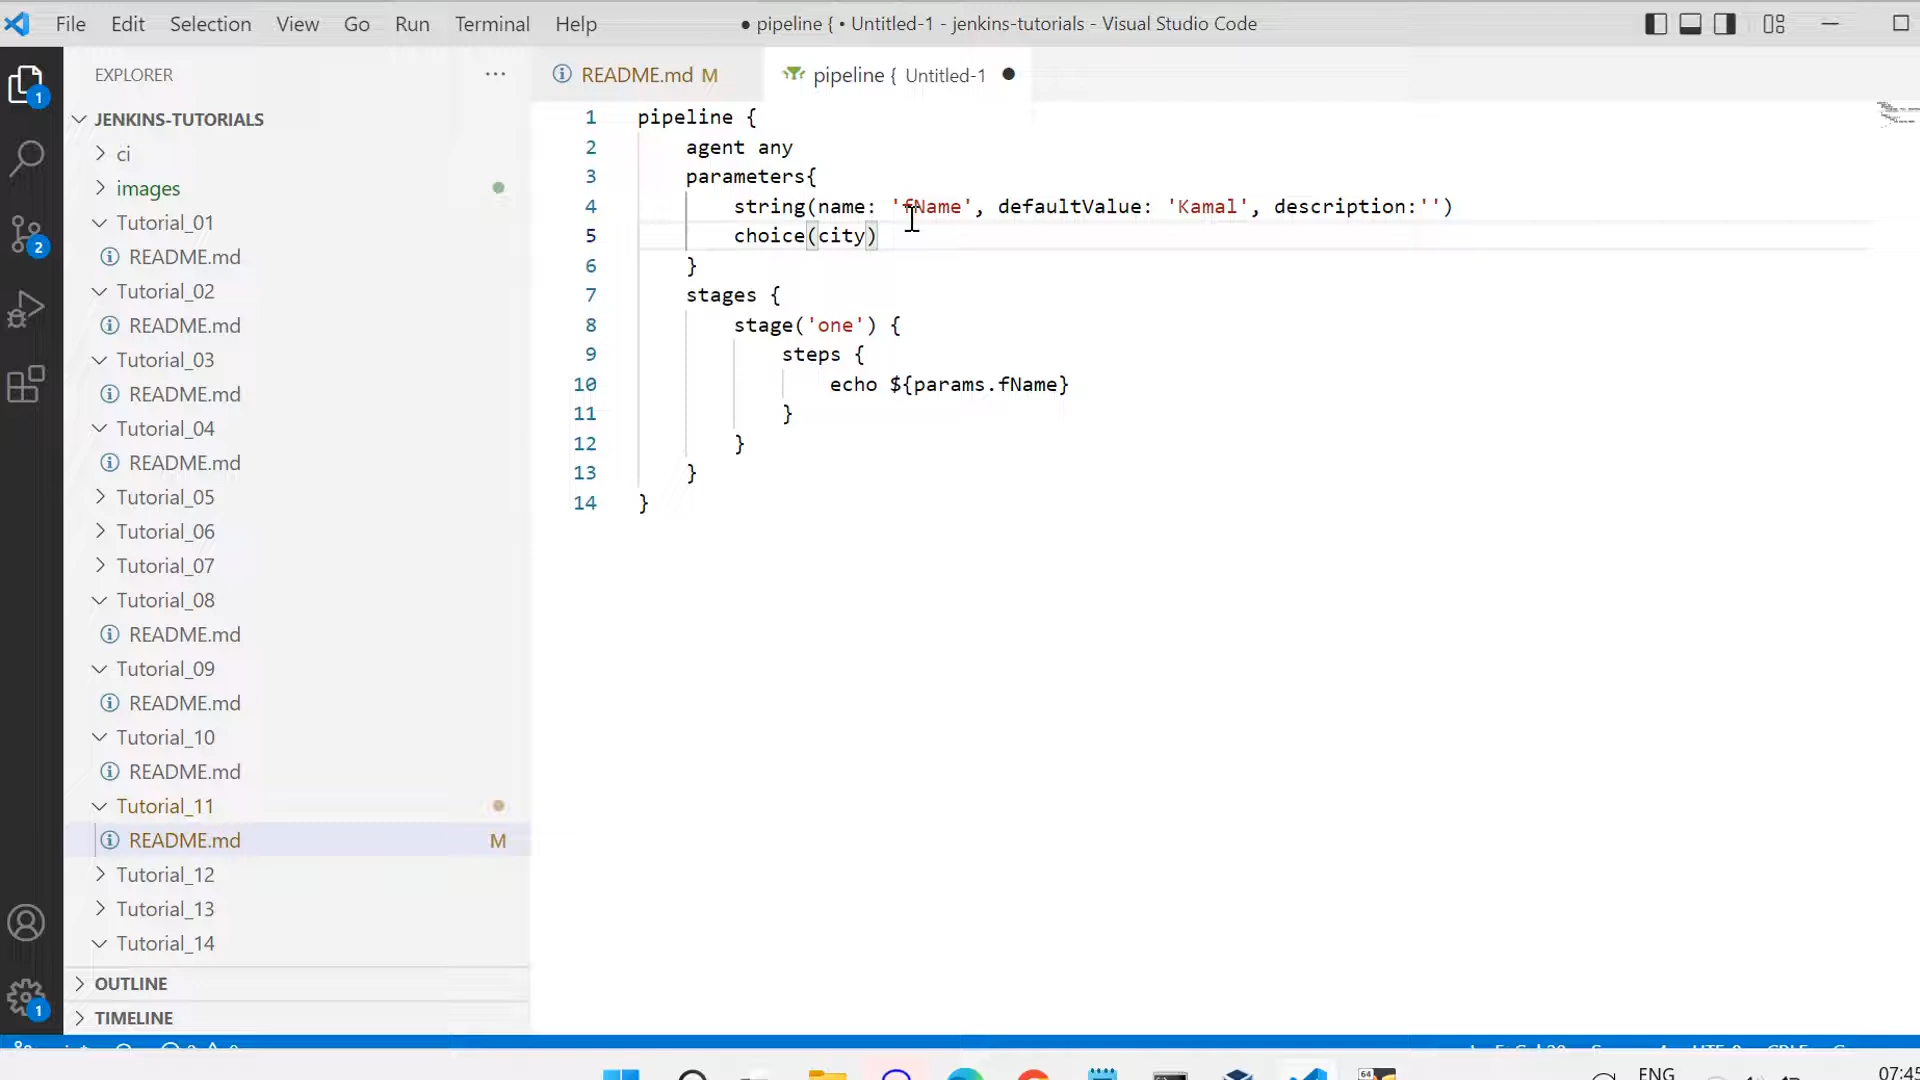 File Edit Selection View Go Run Terminal Help
● pipeline { • Untitled-1 - jenkins-tutorials - Visual Studio Code
EXPLORER ···
README.md M
pipeline { Untitled-1 ●
JENKINS-TUTORIALS
ci
images
Tutorial_01
README.md
Tutorial_02
README.md
Tutorial_03
README.md
Tutorial_04
README.md
Tutorial_05
Tutorial_06
Tutorial_07
Tutorial_08
README.md
Tutorial_09
README.md
Tutorial_10
README.md
Tutorial_11
README.md M
Tutorial_12
Tutorial_13
Tutorial_14
OUTLINE
TIMELINE
1
2
1
1 pipeline {
2 agent any
3 parameters{
4 string(name: 'fName', defaultValue: 'Kamal', description:'')
5 choice(city)
6 }
7 stages {
8 stage('one') {
9 steps {
10 echo ${params.fName}
11 }
12 }
13 }
14 }
64
ENG
07:45